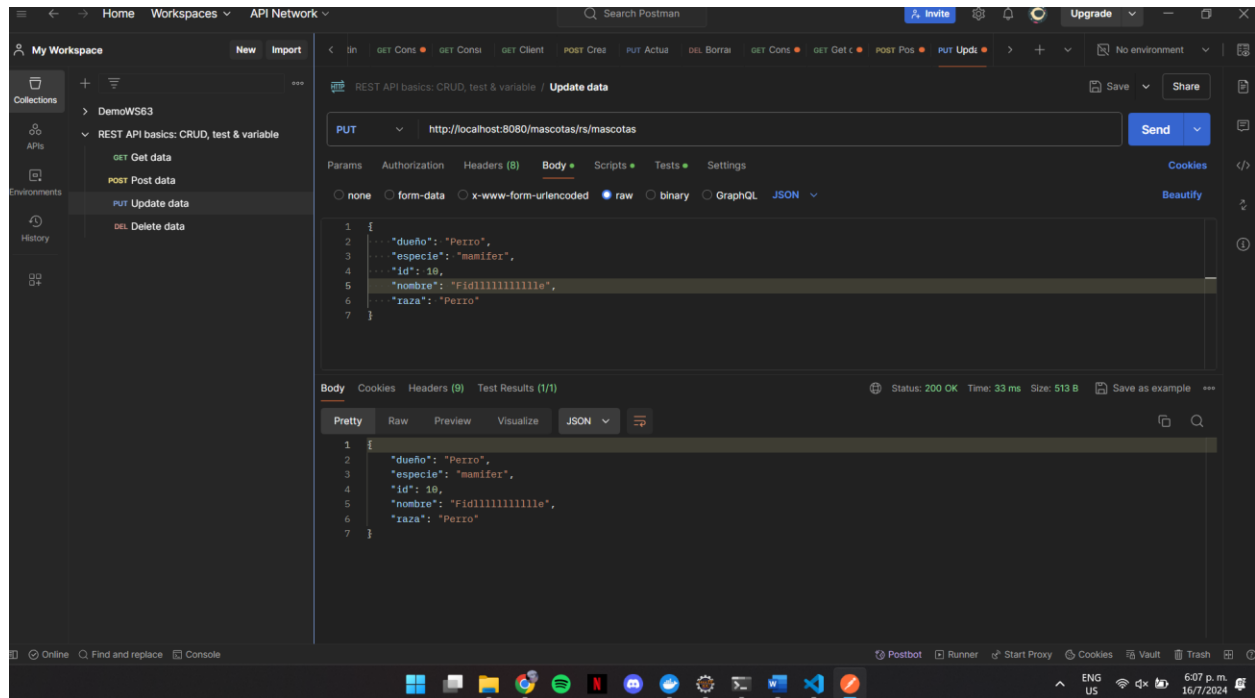 Home Workspaces API Network Search Postman Invite Upgrade
My Workspace New Import
GET Cons GET Consi GET Client POST Crea PUT Actua DEL Borrar GET Cons GET Get c POST Pos PUT Upda No environment
Collections
APIs
Environments
History
DemoWS63
REST API basics: CRUD, test & variable
GET Get data
POST Post data
PUT Update data
DEL Delete data
HTTP REST API basics: CRUD, test & variable / Update data Save Share
PUT http://localhost:8080/mascotas/rs/mascotas Send
Params Authorization Headers (8) Body Scripts Tests Settings Cookies
none form-data x-www-form-urlencoded raw binary GraphQL JSON Beautify
1 {
2 "dueño": "Perro",
3 "especie": "mamifer",
4 "id": 10,
5 "nombre": "Fidlllllllllle",
6 "raza": "Perro"
7 }
Body Cookies Headers (9) Test Results (1/1) Status: 200 OK Time: 33 ms Size: 513 B Save as example
Pretty Raw Preview Visualize JSON
1 {
2 "dueño": "Perro",
3 "especie": "mamifer",
4 "id": 10,
5 "nombre": "Fidlllllllllle",
6 "raza": "Perro"
7 }
Online Find and replace Console Postbot Runner Start Proxy Cookies Vault Trash
ENG
US
6:07 p. m.
16/7/2024